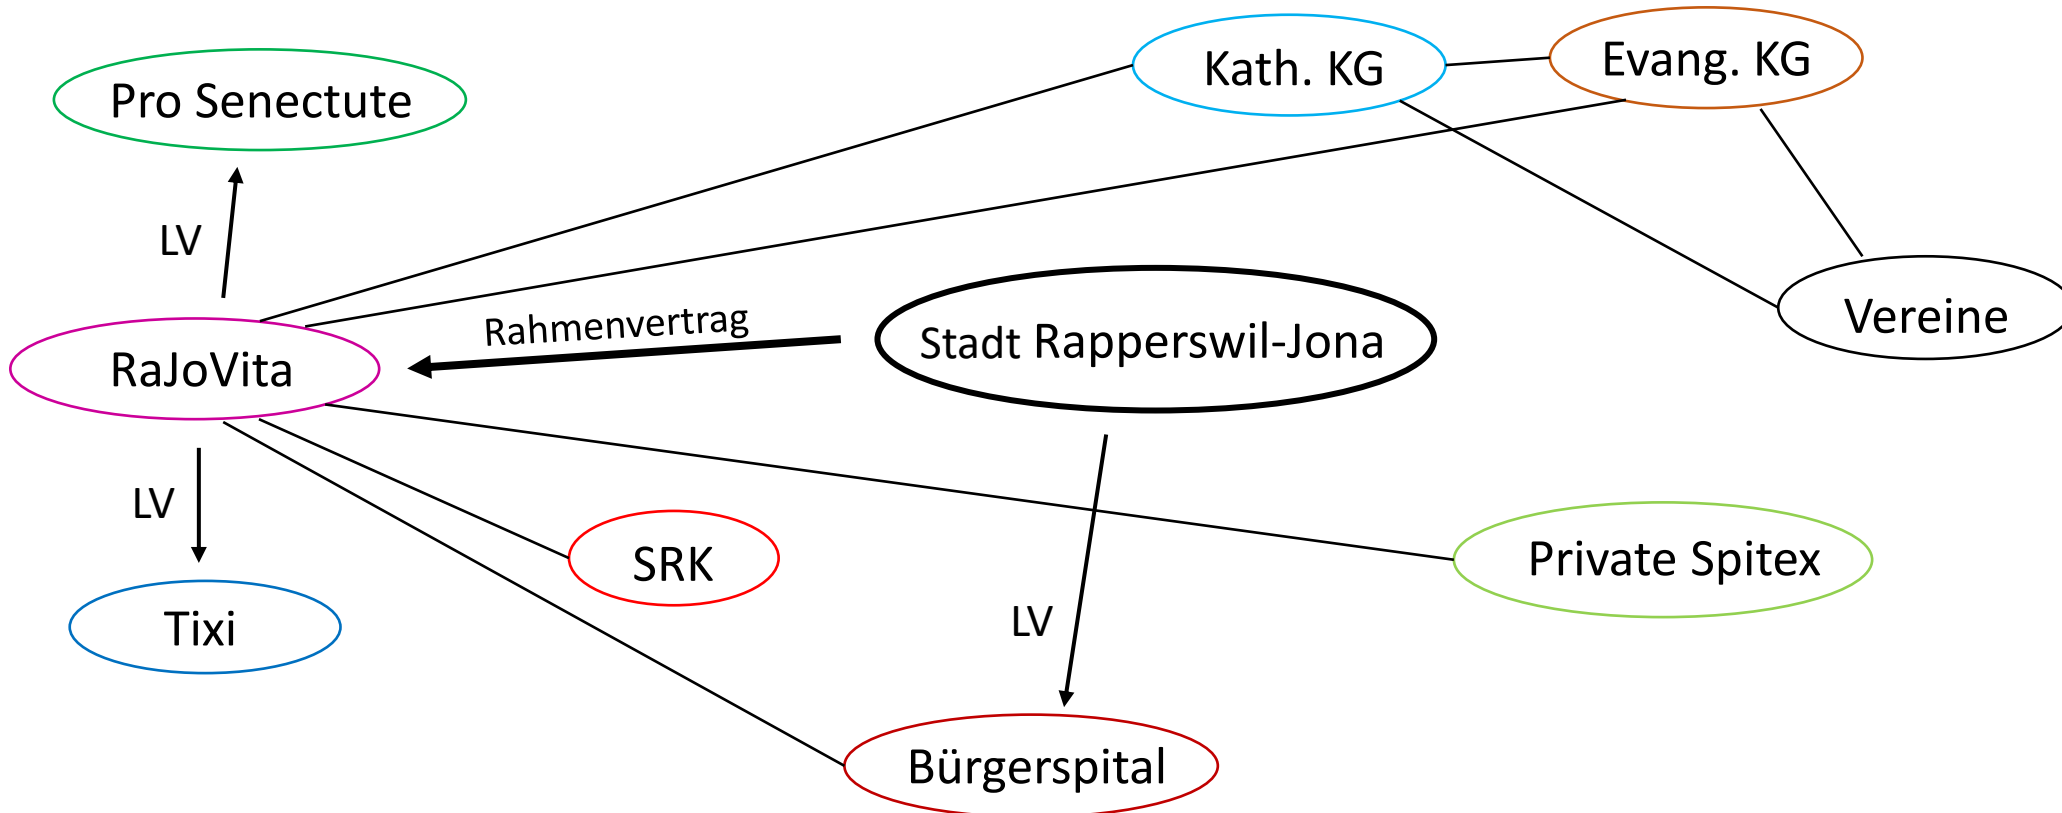 Kath. KG
Evang. KG
Pro Senectute
LV
Rahmenvertrag
Stadt Rapperswil-Jona
Vereine
RaJoVita
LV
SRK
Private Spitex
Tixi
LV
Bürgerspital